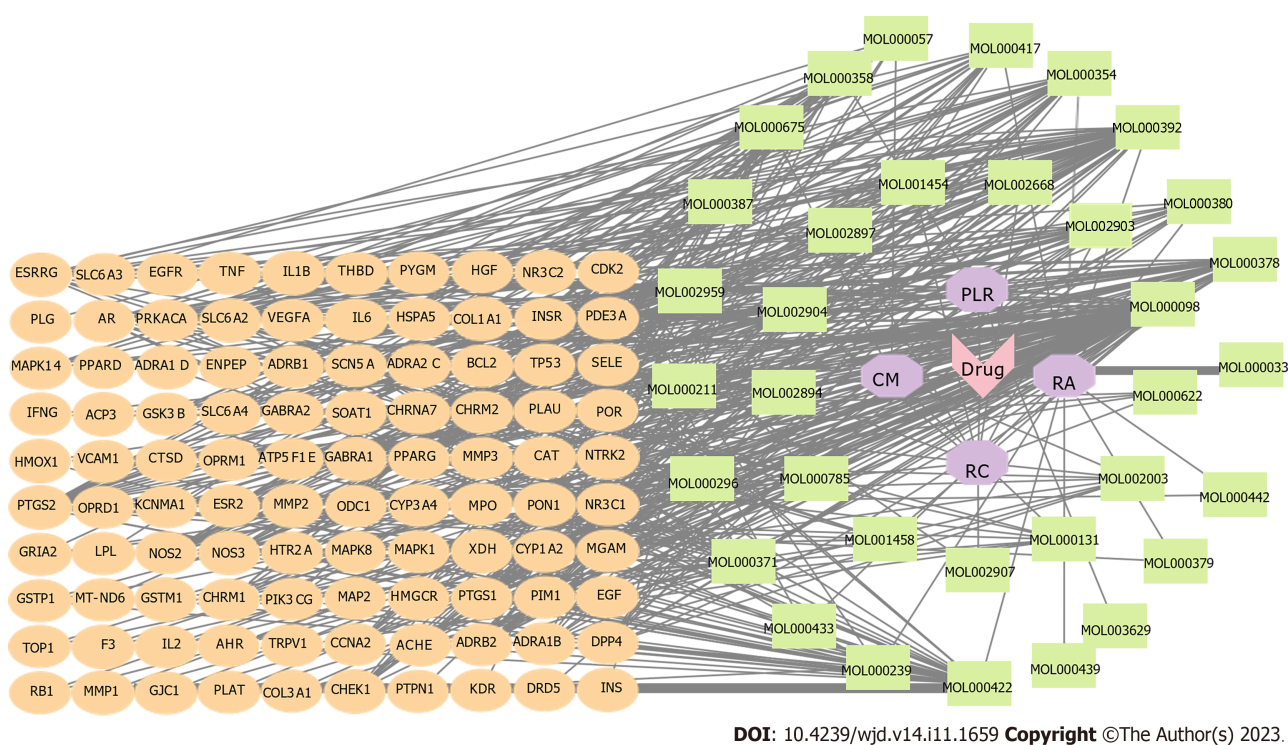 MOL000057
MOL000417
MOL000358
MOL000354
MOL000675
MOL000392
MOL001454
MOL002668
MOL000387
MOL000380
MOL002897
MOL002903
MOL000378
MOL002959
PLR
MOL002904
MOL000098
MOL000033
CM
Drug
RA
MOL000211
MOL002894
MOL000622
RC
MOL000296
MOL000785
MOL002003
MOL000442
MOL001458
MOL000131
MOL000371
MOL002907
MOL000379
MOL000433
MOL003629
MOL000239
MOL000439
MOL000422
ESRRG SLC6A3 EGFR TNF IL1B THBD PYGM HGF NR3C2 CDK2
PLG AR PRKACA SLC6A2 VEGFA IL6 HSPA5 COL1A1 INSR PDE3A
MAPK14 PPARD ADRA1D ENPEP ADRB1 SCN5A ADRA2C BCL2 TP53 SELE
IFNG ACP3 GSK3B SLC6A4 GABRA2 SOAT1 CHRNA7 CHRM2 PLAU POR
HMOX1 VCAM1 CTSD OPRM1 ATP5F1E GABRA1 PPARG MMP3 CAT NTRK2
PTGS2 OPRD1 KCNMA1 ESR2 MMP2 ODC1 CYP3A4 MPO PON1 NR3C1
GRIA2 LPL NOS2 NOS3 HTR2A MAPK8 MAPK1 XDH CYP1A2 MGAM
GSTP1 MT-ND6 GSTM1 CHRM1 PIK3CG MAP2 HMGCR PTGS1 PIM1 EGF
TOP1 F3 IL2 AHR TRPV1 CCNA2 ACHE ADRB2 ADRA1B DPP4
RB1 MMP1 GJC1 PLAT COL3A1 CHEK1 PTPN1 KDR DRD5 INS
DOI: 10.4239/wjd.v14.i11.1659 Copyright ©The Author(s) 2023.